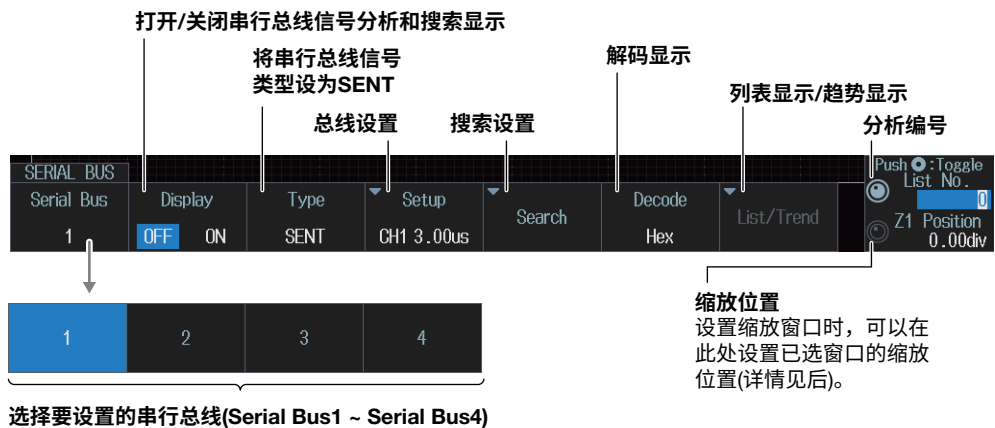 打开/关闭串行总线信号分析和搜索显示
将串行总线信号
类型设为SENT
解码显示
列表显示/趋势显示
总线设置
搜索设置
分析编号
SERIAL BUS
Serial Bus
1
Display
OFF ON
Type
SENT
Setup
CH1 3.00us
Search
Decode
Hex
List/Trend
Push :Toggle
List No.
0
Z1 Position
0.00div
缩放位置
设置缩放窗口时，可以在
此处设置已选窗口的缩放
位置(详情见后)。
1 2 3 4
选择要设置的串行总线(Serial Bus1 ~ Serial Bus4)